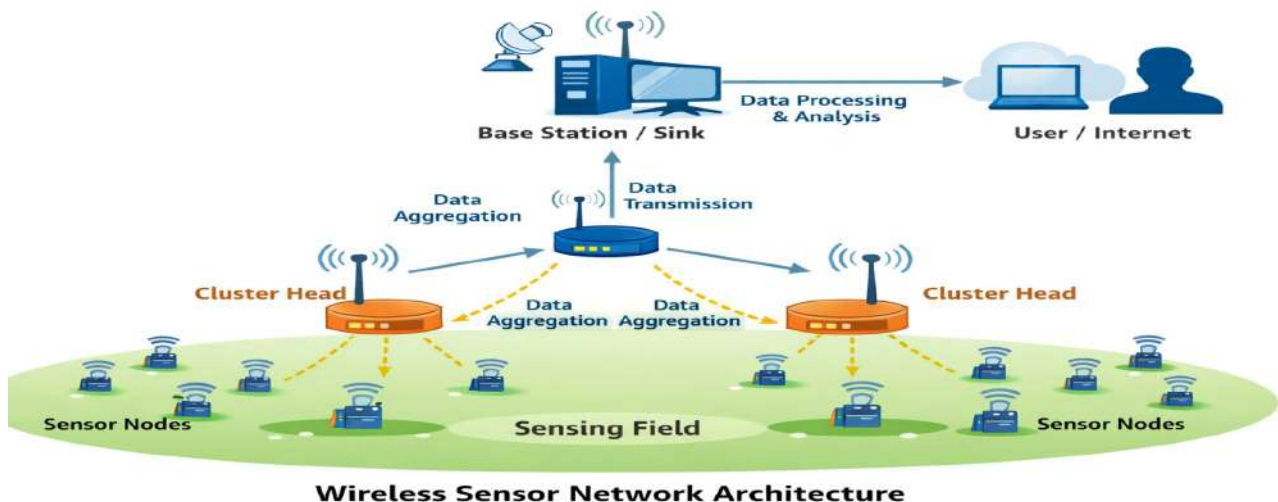 Data Processing
& Analysis
Base Station / Sink
User / Internet
Data
Aggregation
Data
Transmission
Cluster Head
Cluster Head
Data
Aggregation
Data
Aggregation
Sensor Nodes
Sensing Field
Sensor Nodes
Wireless Sensor Network Architecture